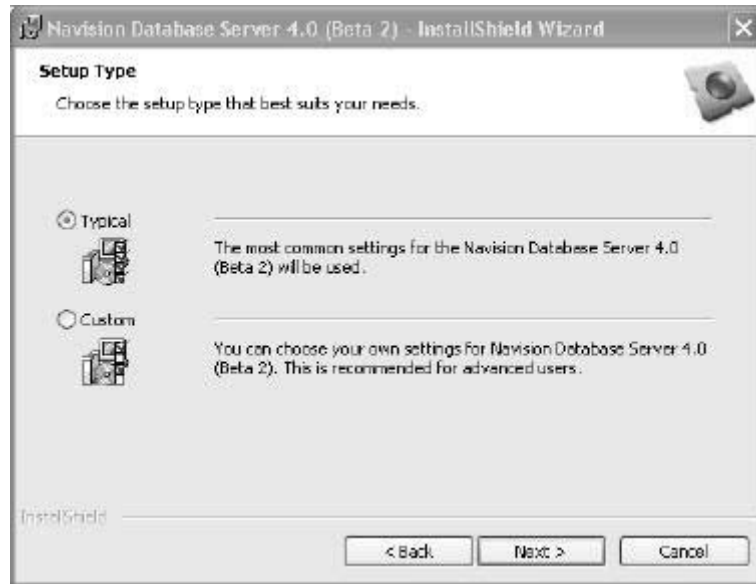 Navision Database Server 4.0 (Beta 2) - InstallShield Wizard
Setup Type
Choose the setup type that best suits your needs.
Typical
The most common settings for the Navision Database Server 4.0
(Beta 2) will be used.
Custom
You can choose your own settings for Navision Database Server 4.0
(Beta 2). This is recommended for advanced users.
InstallShield
< Back
Next >
Cancel